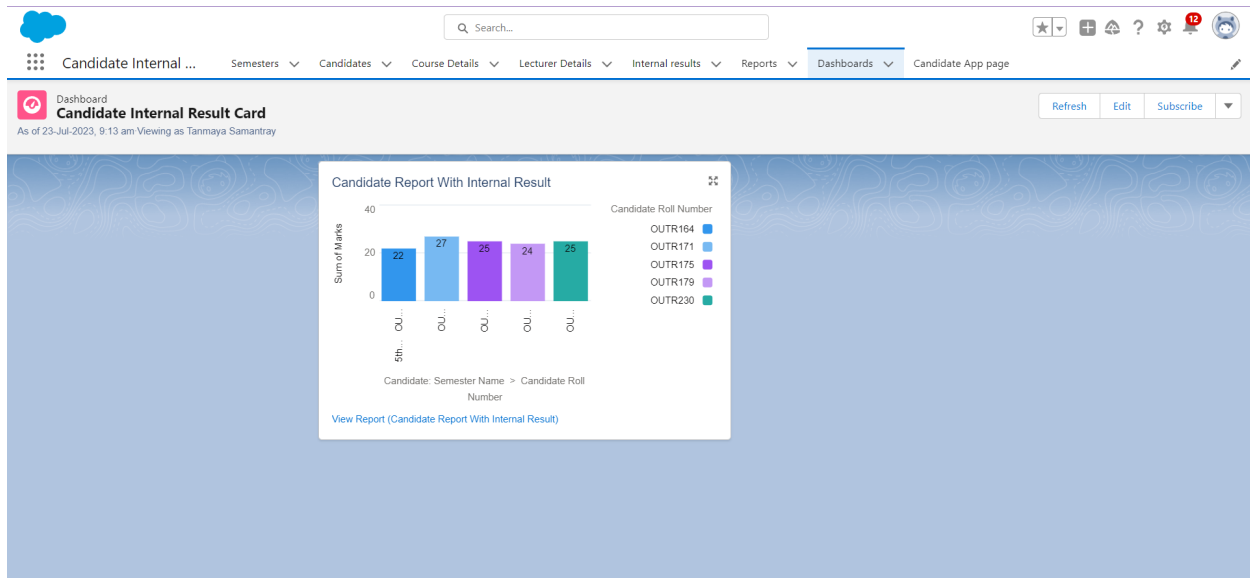 Search...
12
Candidate Internal ...
Semesters
Candidates
Course Details
Lecturer Details
Internal results
Reports
Dashboards
Candidate App page
Dashboard
Candidate Internal Result Card
As of 23-Jul-2023, 9:13 am·Viewing as Tanmaya Samantray
Refresh
Edit
Subscribe
Candidate Report With Internal Result
Sum of Marks
40
20
0
22
27
25
24
25
OU...
OU...
OU...
OU...
OU...
5th...
Candidate: Semester Name > Candidate Roll
Number
Candidate Roll Number
OUTR164
OUTR171
OUTR175
OUTR179
OUTR230
View Report (Candidate Report With Internal Result)